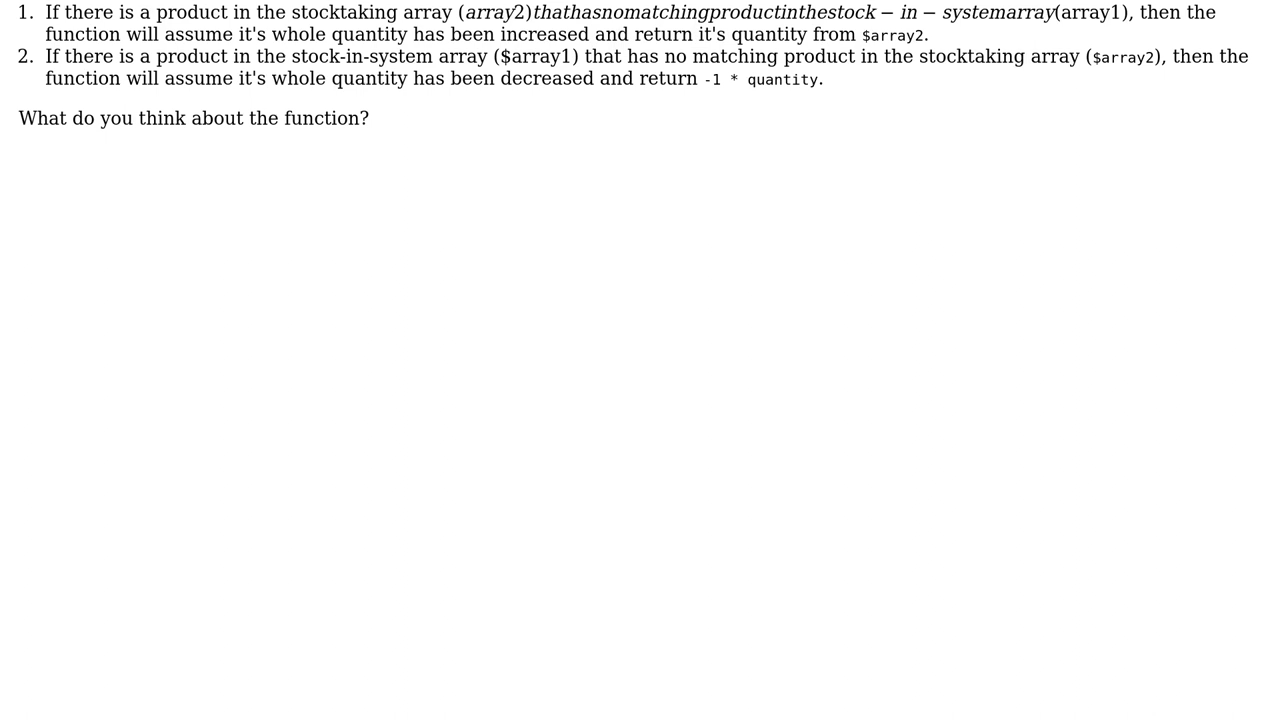 1. If there is a product in the stocktaking array (array2)thathasnomatchingproductinthestock − in − systemarray(array1), then the
function will assume it's whole quantity has been increased and return it's quantity from $array2.
2. If there is a product in the stock-in-system array ($array1) that has no matching product in the stocktaking array ($array2), then the
function will assume it's whole quantity has been decreased and return -1 * quantity.
What do you think about the function?